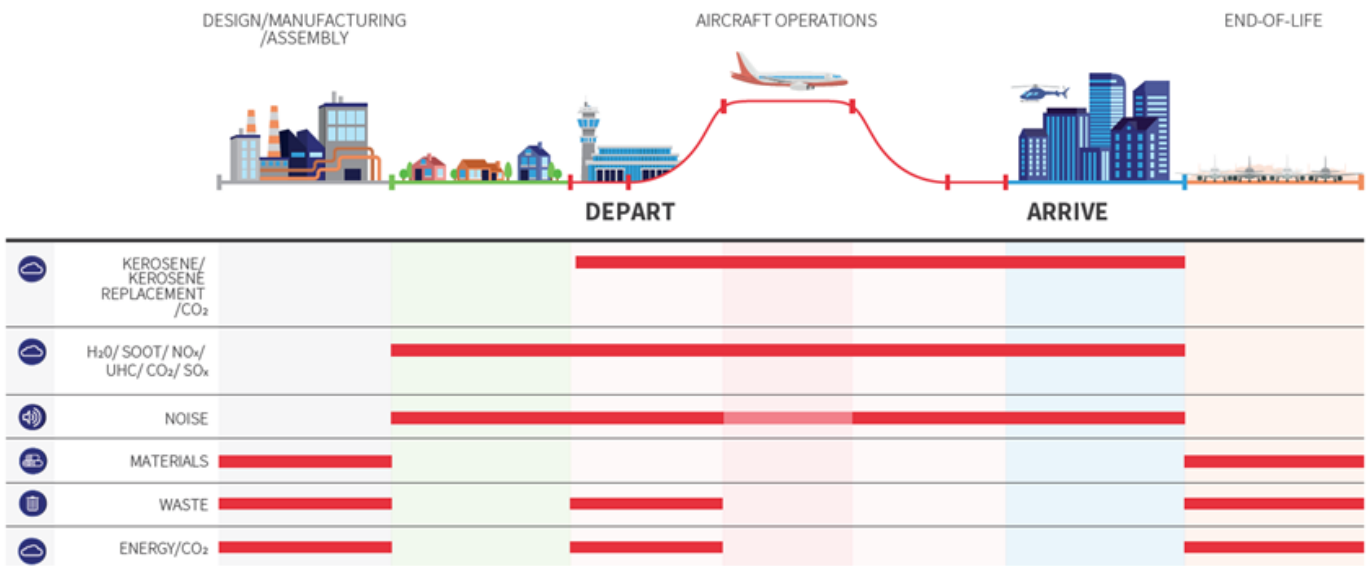 DESIGN/MANUFACTURING
/ASSEMBLY
AIRCRAFT OPERATIONS
END-OF-LIFE
DEPART
ARRIVE
KEROSENE/
KEROSENE
REPLACEMENT
/CO₂
H₂0/ SOOT/ NOₓ/
UHC/ CO₂/ SOₓ
NOISE
MATERIALS
WASTE
ENERGY/CO₂